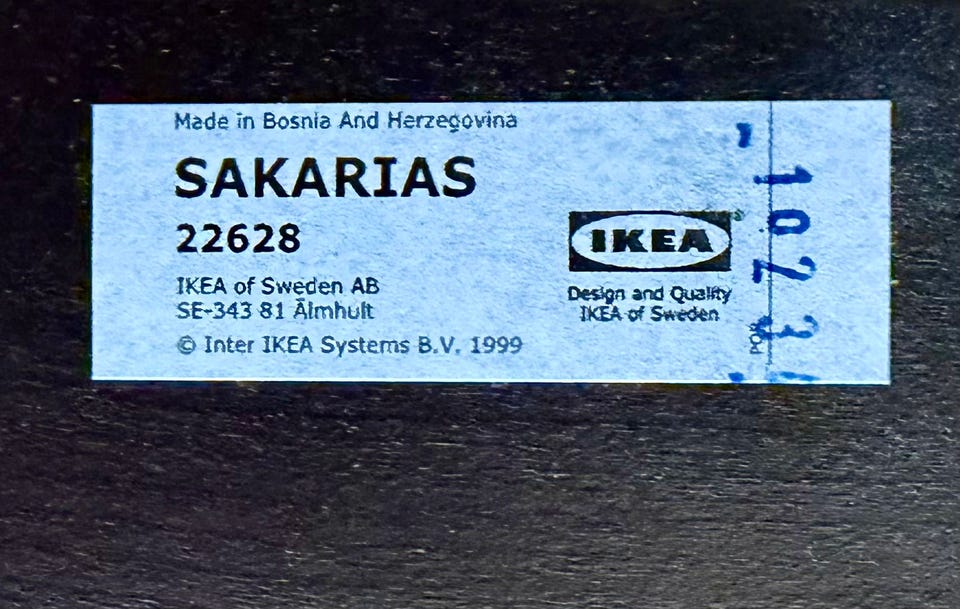 Made in Bosnia And Herzegovina
SAKARIAS
22628
IKEA of Sweden AB
SE-343 81 Älmhult
© Inter IKEA Systems B.V. 1999
IKEA
Design and Quality
IKEA of Sweden
1023